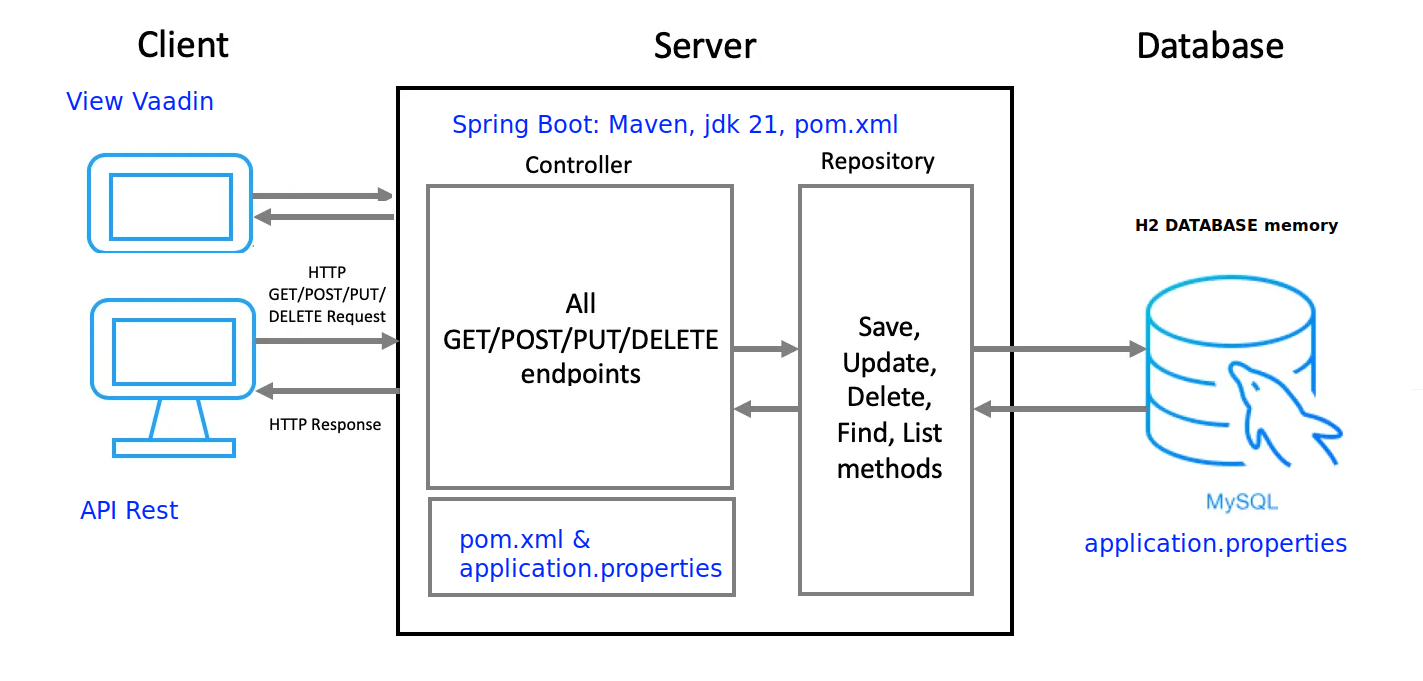 Client
Server
Database
View Vaadin
Spring Boot: Maven, jdk 21, pom.xml
Controller
Repository
H2 DATABASE memory
HTTP
GET/POST/PUT/
DELETE Request
HTTP Response
API Rest
All
GET/POST/PUT/DELETE
endpoints
pom.xml &
application.properties
Save,
Update,
Delete,
Find, List
methods
MySQL
application.properties